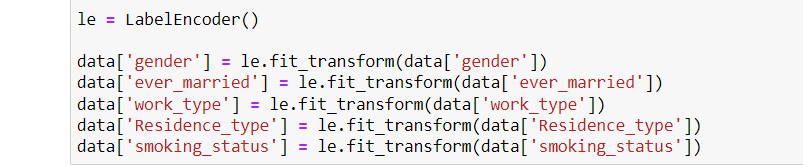 le = LabelEncoder()
data['gender'] = le.fit_transform(data['gender'])
data['ever_married'] = le.fit_transform(data['ever_married'])
data['work_type'] = le.fit_transform(data['work_type'])
data['Residence_type'] = le.fit_transform(data['Residence_type'])
data['smoking_status'] = le.fit_transform(data['smoking_status'])